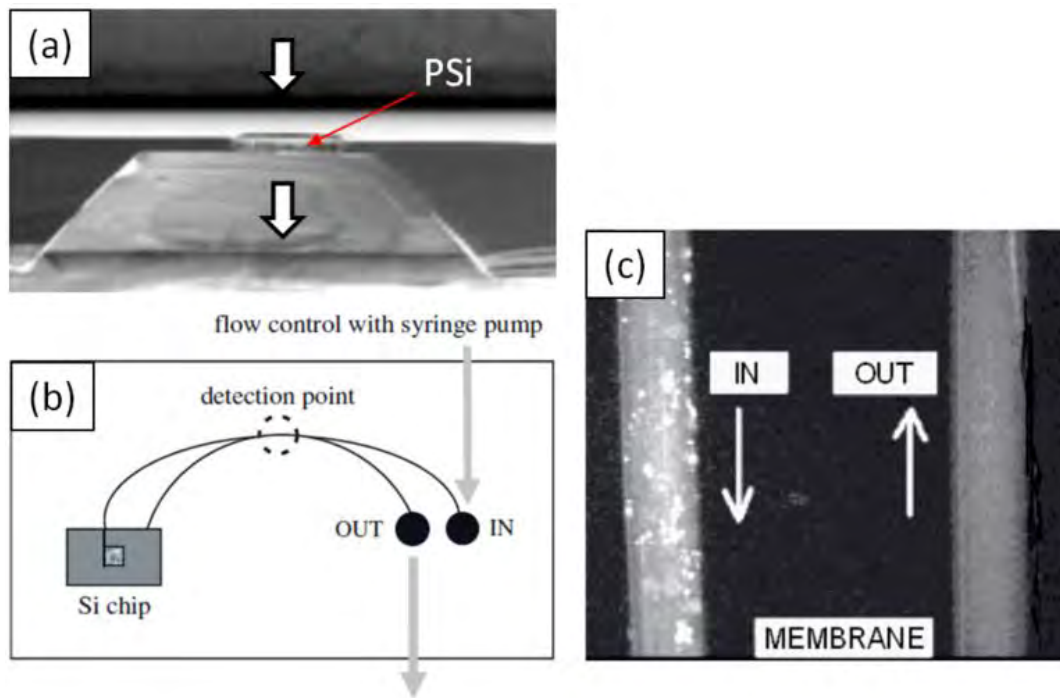 (a)
PSi
flow control with syringe pump
(b)
detection point
OUT
IN
Si chip
(c)
IN
OUT
MEMBRANE